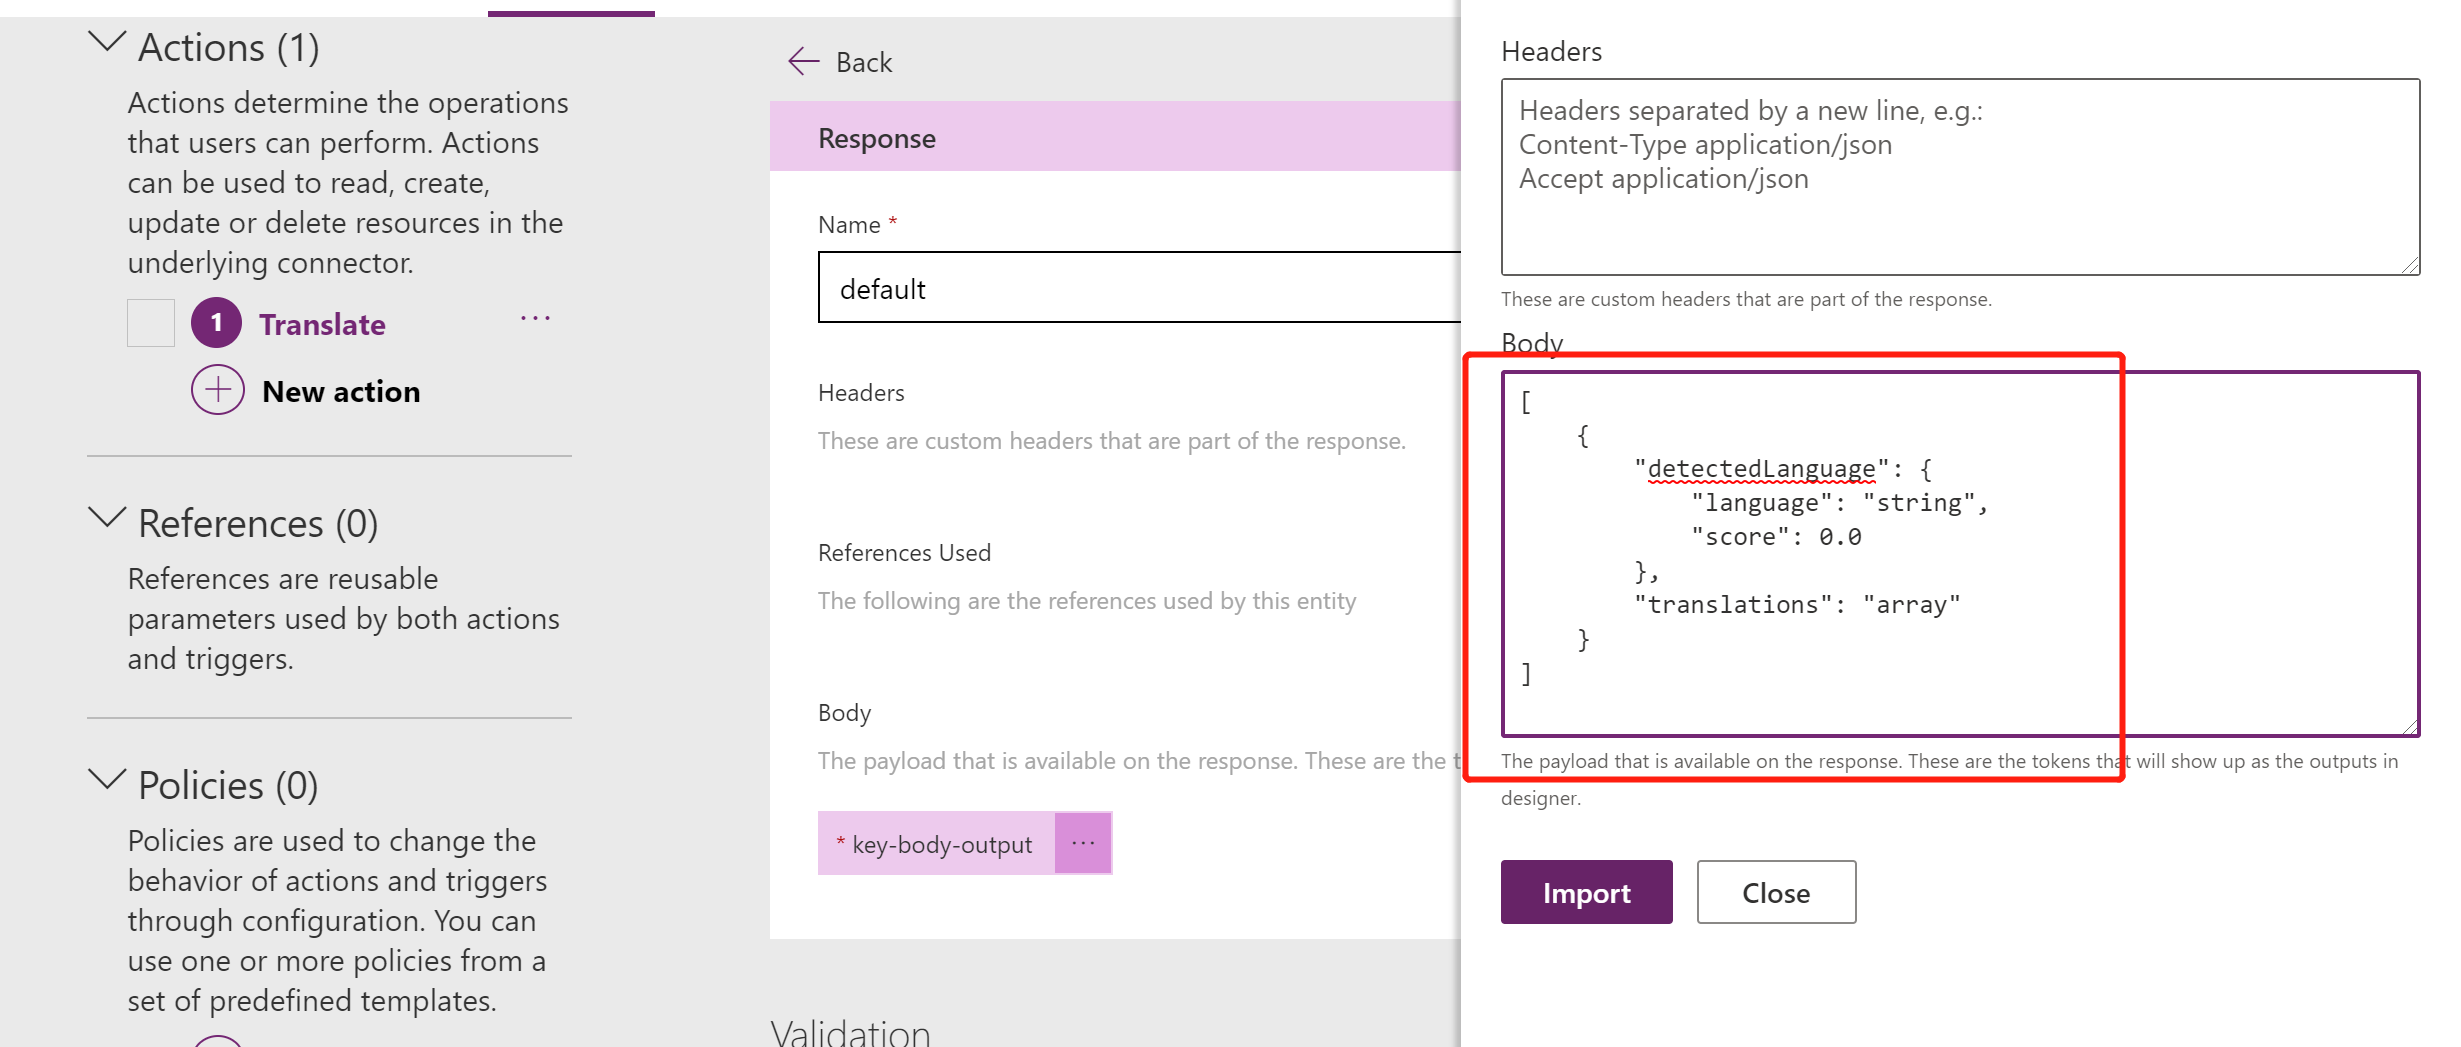 Actions (1)
Actions determine the operations
that users can perform. Actions
can be used to read, create,
update or delete resources in the
underlying connector.
1 Translate ...
New action
References (0)
References are reusable
parameters used by both actions
and triggers.
Policies (0)
Policies are used to change the
behavior of actions and triggers
through configuration. You can
use one or more policies from a
set of predefined templates.
Back
Response
Name *
default
Headers
These are custom headers that are part of the response.
References Used
The following are the references used by this entity
Body
The payload that is available on the response. These are the t
* key-body-output ...
Validation
Headers
Headers separated by a new line, e.g.:
Content-Type application/json
Accept application/json
These are custom headers that are part of the response.
Body
[
    {
        "detectedLanguage": {
            "language": "string",
            "score": 0.0
        },
        "translations": "array"
    }
]
The payload that is available on the response. These are the tokens that will show up as the outputs in
designer.
Import Close